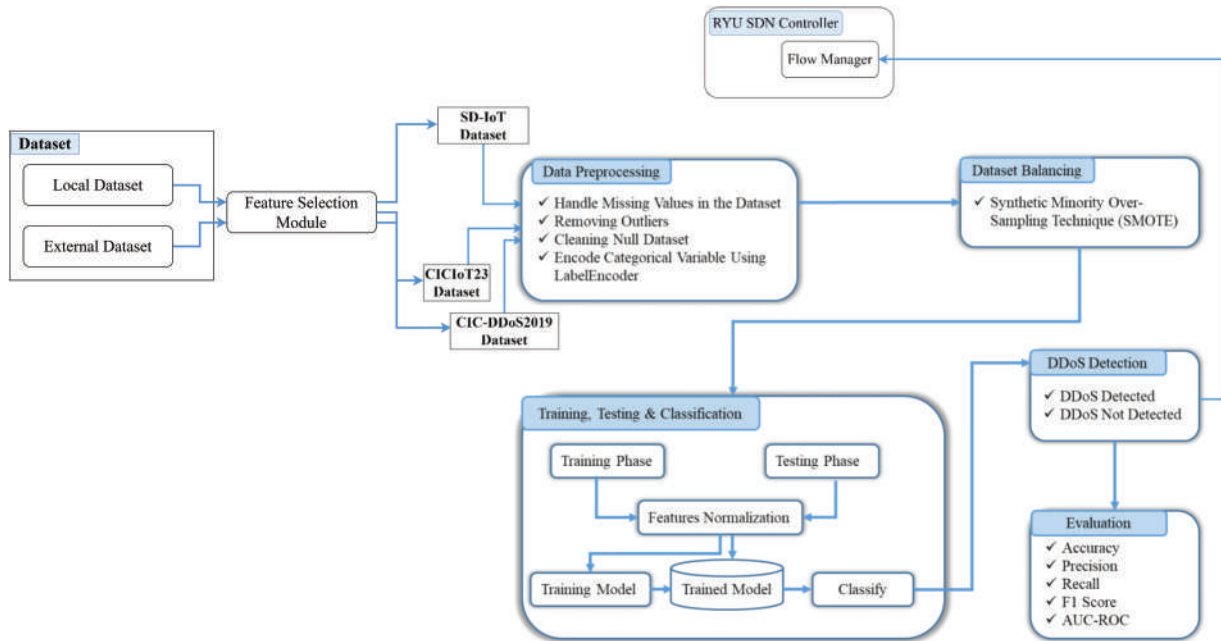 RYU SDN Controller
Flow Manager
Dataset
Local Dataset
External Dataset
Feature Selection
Module
SD-IoT
Dataset
CICIoT23
Dataset
CIC-DDoS2019
Dataset
Data Preprocessing
✓ Handle Missing Values in the Dataset
✓ Removing Outliers
✓ Cleaning Null Dataset
✓ Encode Categorical Variable Using
LabelEncoder
Dataset Balancing
✓ Synthetic Minority Over-
Sampling Technique (SMOTE)
Training, Testing & Classification
Training Phase
Testing Phase
Features Normalization
Training Model
Trained Model
Classify
DDoS Detection
✓ DDoS Detected
✓ DDoS Not Detected
Evaluation
✓ Accuracy
✓ Precision
✓ Recall
✓ F1 Score
✓ AUC-ROC